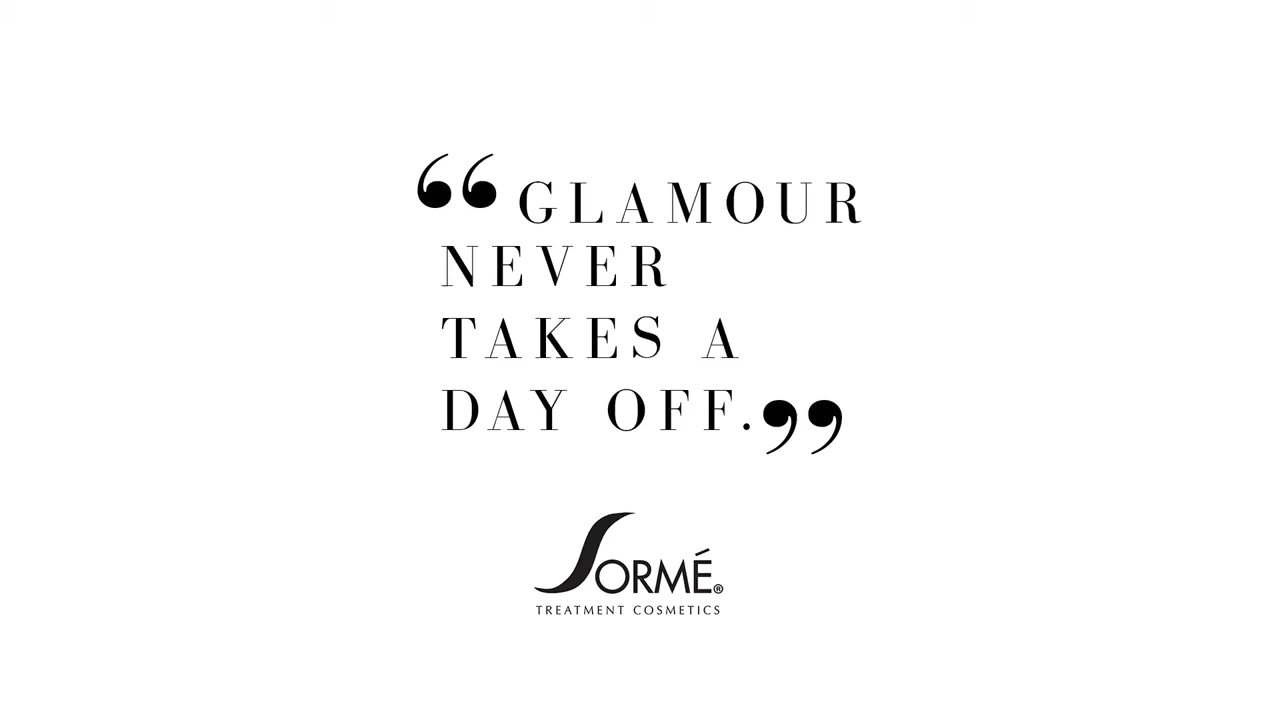 “GLAMOUR
NEVER
TAKES A
DAY OFF.”
SORMÉ®
TREATMENT COSMETICS